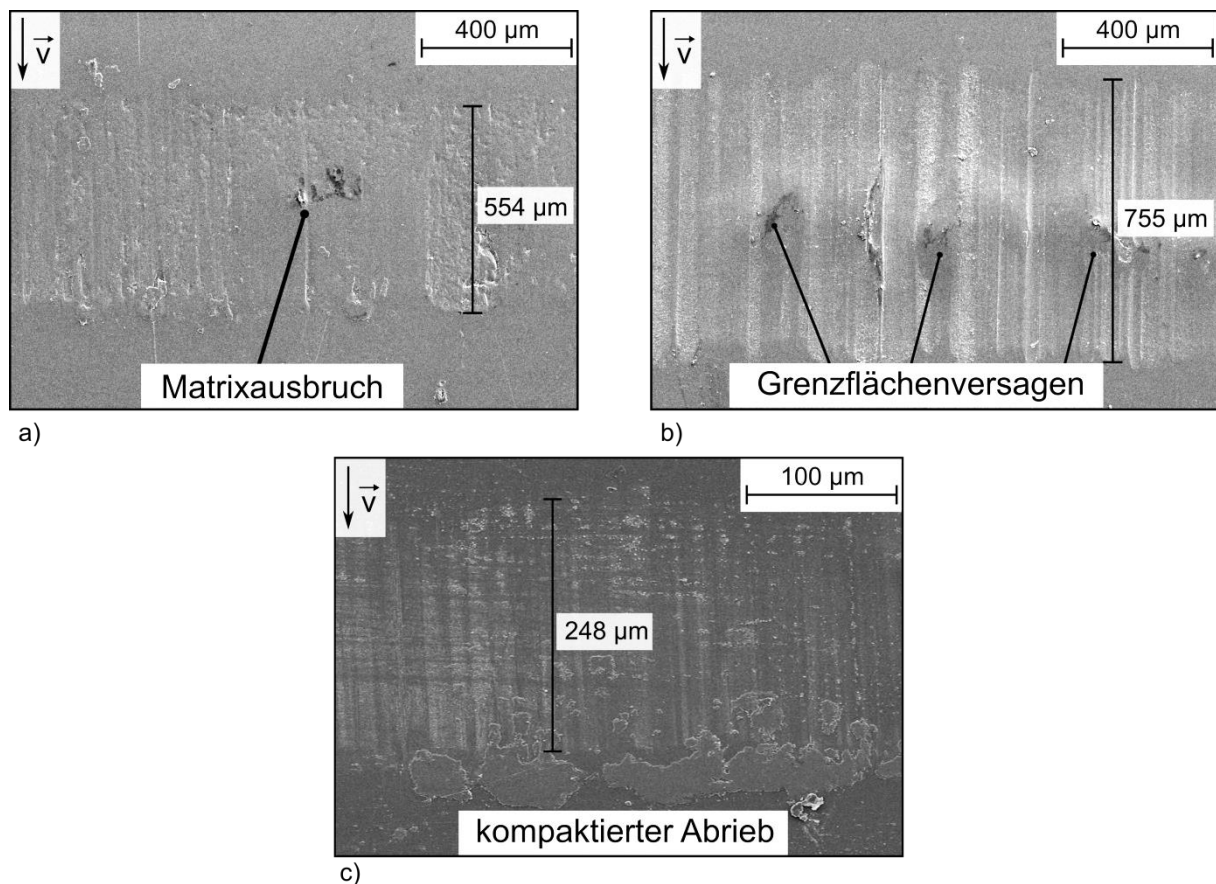 v
400 µm
554 µm
Matrixausbruch
a)
v
400 µm
755 µm
Grenzflächenversagen
b)
v
100 µm
248 µm
kompaktierter Abrieb
c)